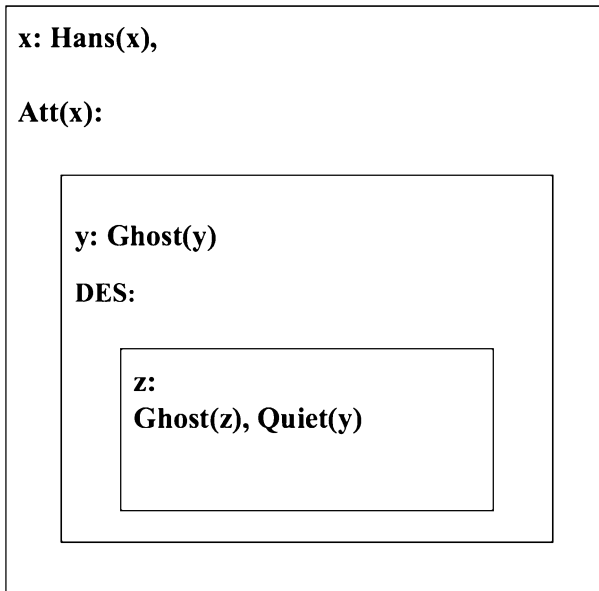 x: Hans(x),
Att(x):
y: Ghost(y)
DES:
z:
Ghost(z), Quiet(y)